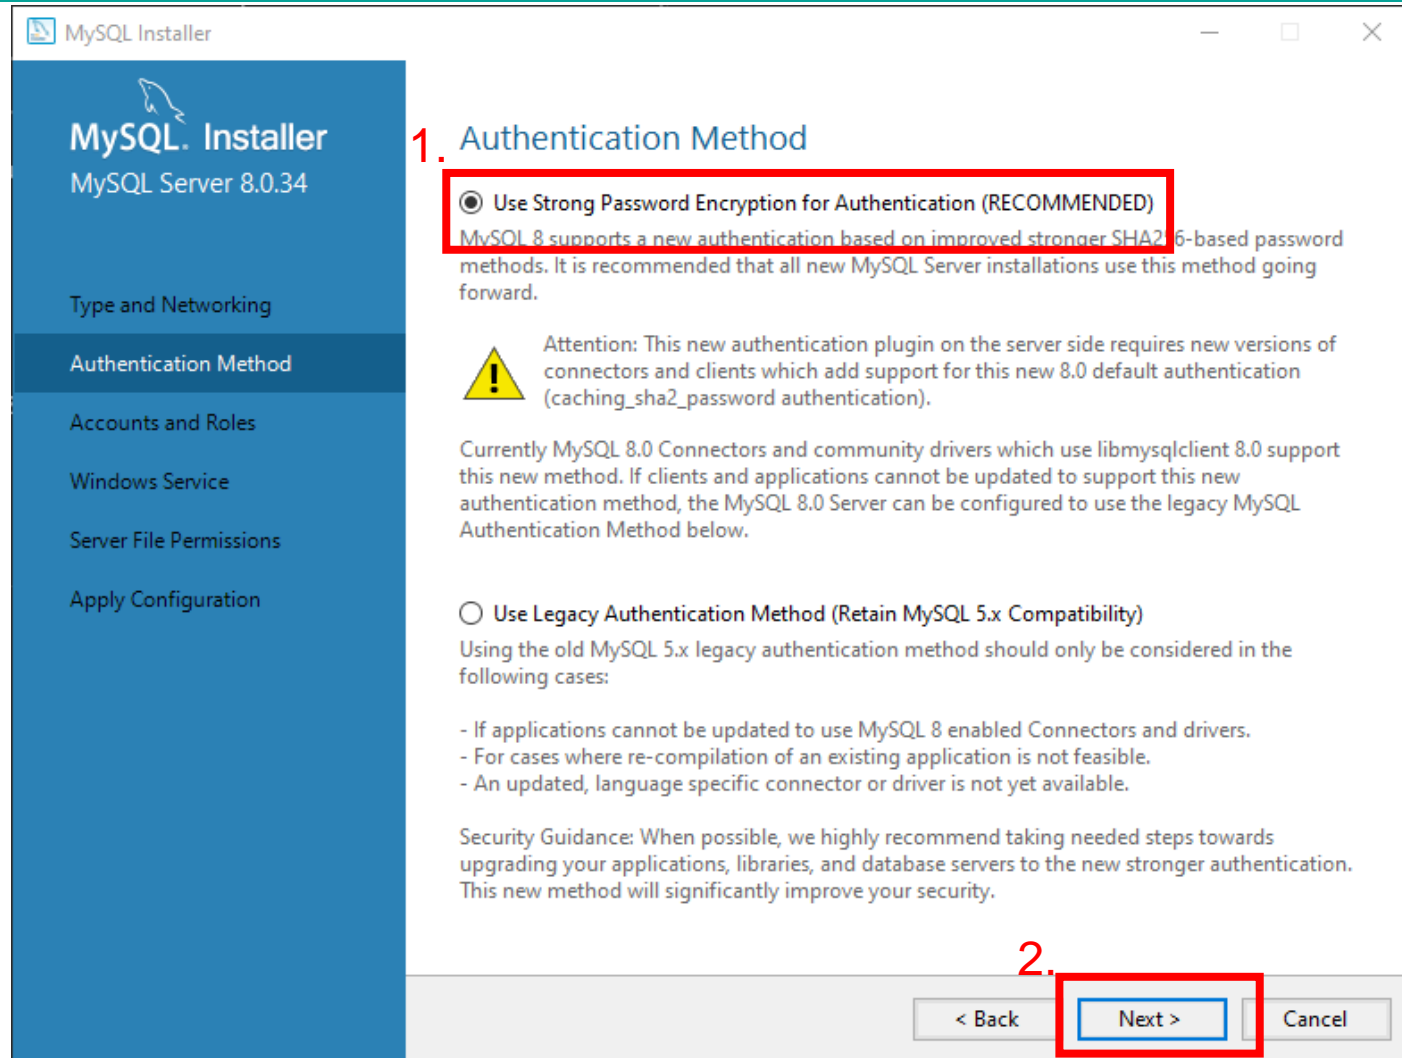 MySQL Installer
MySQL. Installer
MySQL Server 8.0.34
Type and Networking
Authentication Method
Accounts and Roles
Windows Service
Server File Permissions
Apply Configuration
1.
Authentication Method
Use Strong Password Encryption for Authentication (RECOMMENDED)
MySQL 8 supports a new authentication based on improved stronger SHA256-based password
methods. It is recommended that all new MySQL Server installations use this method going
forward.
Attention: This new authentication plugin on the server side requires new versions of
connectors and clients which add support for this new 8.0 default authentication
(caching_sha2_password authentication).
Currently MySQL 8.0 Connectors and community drivers which use libmysqlclient 8.0 support
this new method. If clients and applications cannot be updated to support this new
authentication method, the MySQL 8.0 Server can be configured to use the legacy MySQL
Authentication Method below.
Use Legacy Authentication Method (Retain MySQL 5.x Compatibility)
Using the old MySQL 5.x legacy authentication method should only be considered in the
following cases:
- If applications cannot be updated to use MySQL 8 enabled Connectors and drivers.
- For cases where re-compilation of an existing application is not feasible.
- An updated, language specific connector or driver is not yet available.
Security Guidance: When possible, we highly recommend taking needed steps towards
upgrading your applications, libraries, and database servers to the new stronger authentication.
This new method will significantly improve your security.
2.
< Back
Next >
Cancel